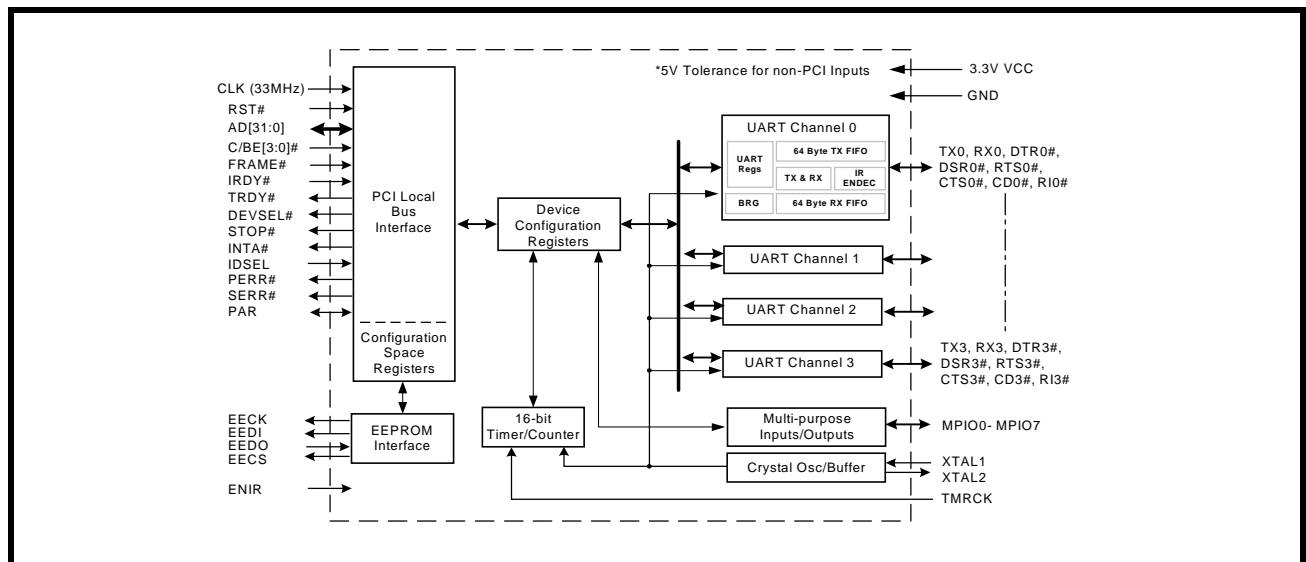 *5V Tolerance for non-PCI Inputs
3.3V VCC
GND
CLK (33MHz)
RST#
AD[31:0]
C/BE[3:0]#
FRAME#
IRDY#
TRDY#
DEVSEL#
STOP#
INTA#
IDSEL
PERR#
SERR#
PAR
EECK
EEDI
EEDO
EECS
ENIR
PCI Local
Bus
Interface
Configuration
Space
Registers
EEPROM
Interface
Device
Configuration
Registers
16-bit
Timer/Counter
UART Channel 0
UART
Regs
64 Byte TX FIFO
TX & RX
IR
ENDEC
BRG
64 Byte RX FIFO
UART Channel 1
UART Channel 2
UART Channel 3
Multi-purpose
Inputs/Outputs
Crystal Osc/Buffer
TX0, RX0, DTR0#,
DSR0#, RTS0#,
CTS0#, CD0#, RI0#
TX3, RX3, DTR3#,
DSR3#, RTS3#,
CTS3#, CD3#, RI3#
MPIO0- MPIO7
XTAL1
XTAL2
TMRCK